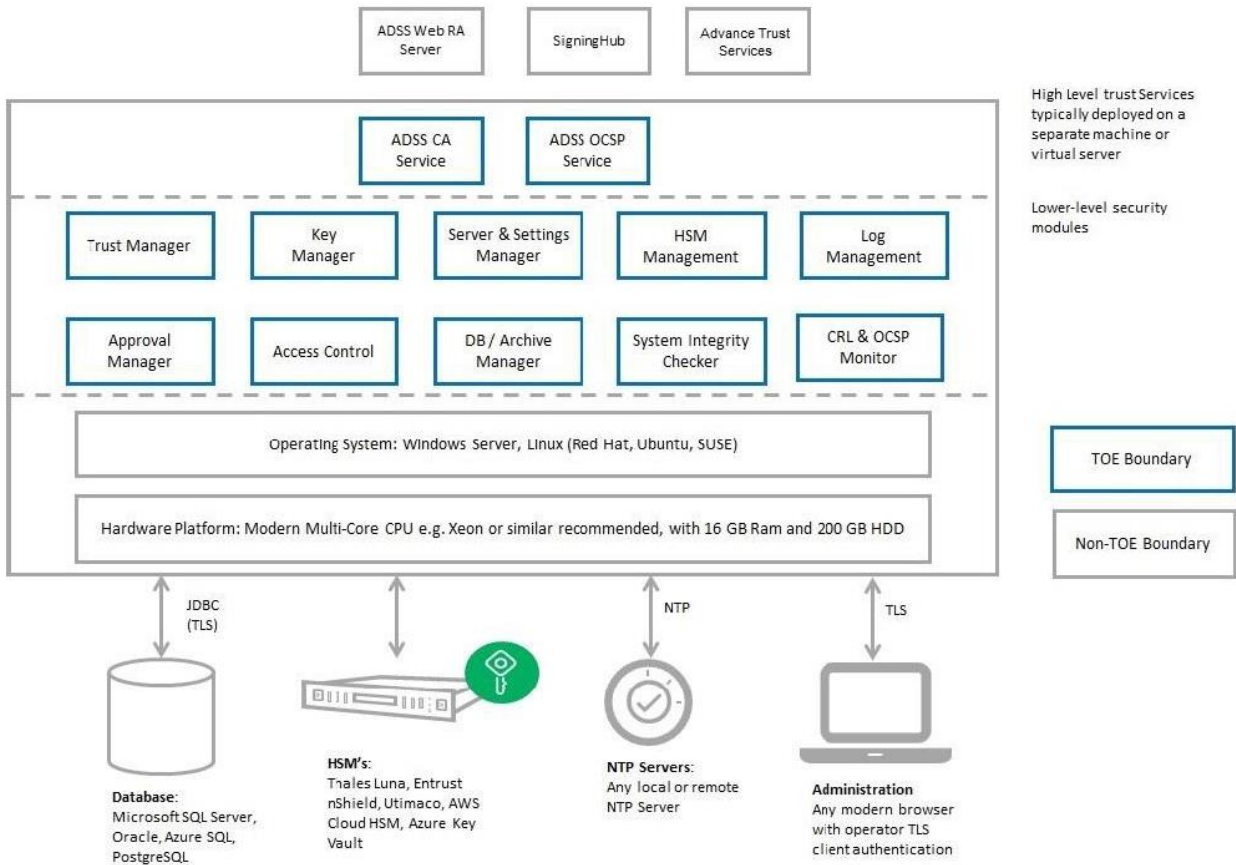 ADSS Web RA
Server
SigningHub
Advance Trust
Services
High Level trust Services
typically deployed on a
separate machine or
virtual server
ADSS CA
Service
ADSS OCSP
Service
Lower-level security
modules
Trust Manager
Key
Manager
Server & Settings
Manager
HSM
Management
Log
Management
Approval
Manager
Access Control
DB / Archive
Manager
System Integrity
Checker
CRL & OCSP
Monitor
Operating System: Windows Server, Linux (Red Hat, Ubuntu, SUSE)
TOE Boundary
Hardware Platform: Modern Multi-Core CPU e.g. Xeon or similar recommended, with 16 GB Ram and 200 GB HDD
Non-TOE Boundary
JDBC
(TLS)
NTP
TLS
Database:
Microsoft SQL Server,
Oracle, Azure SQL,
PostgreSQL
HSM's:
Thales Luna, Entrust
nShield, Utimaco, AWS
Cloud HSM, Azure Key
Vault
NTP Servers:
Any local or remote
NTP Server
Administration
Any modern browser
with operator TLS
client authentication